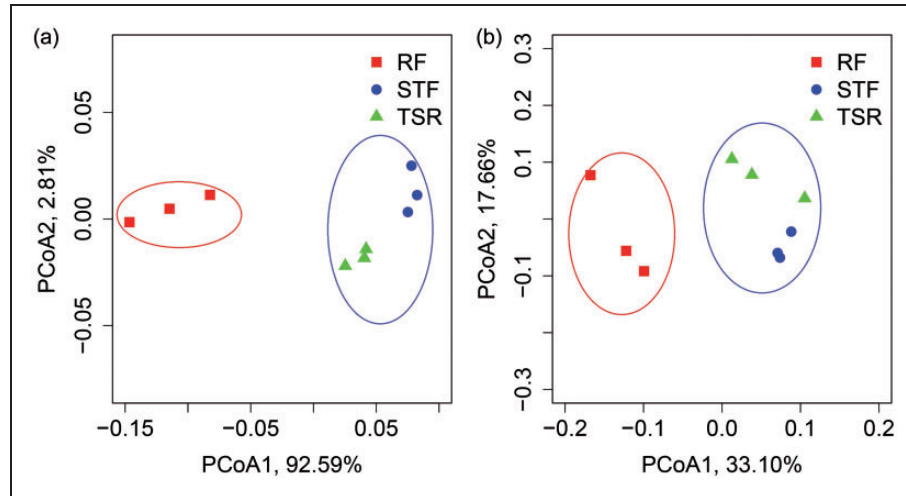 (a)
RF
STF
TSR
PCoA2, 2.81%
0.05
0.00
−0.05
−0.15
−0.05
0.05
PCoA1, 92.59%
(b)
RF
STF
TSR
PCoA2, 17.66%
0.3
0.2
0.1
−0.1
−0.3
−0.2
−0.1
0.0
0.1
0.2
PCoA1, 33.10%